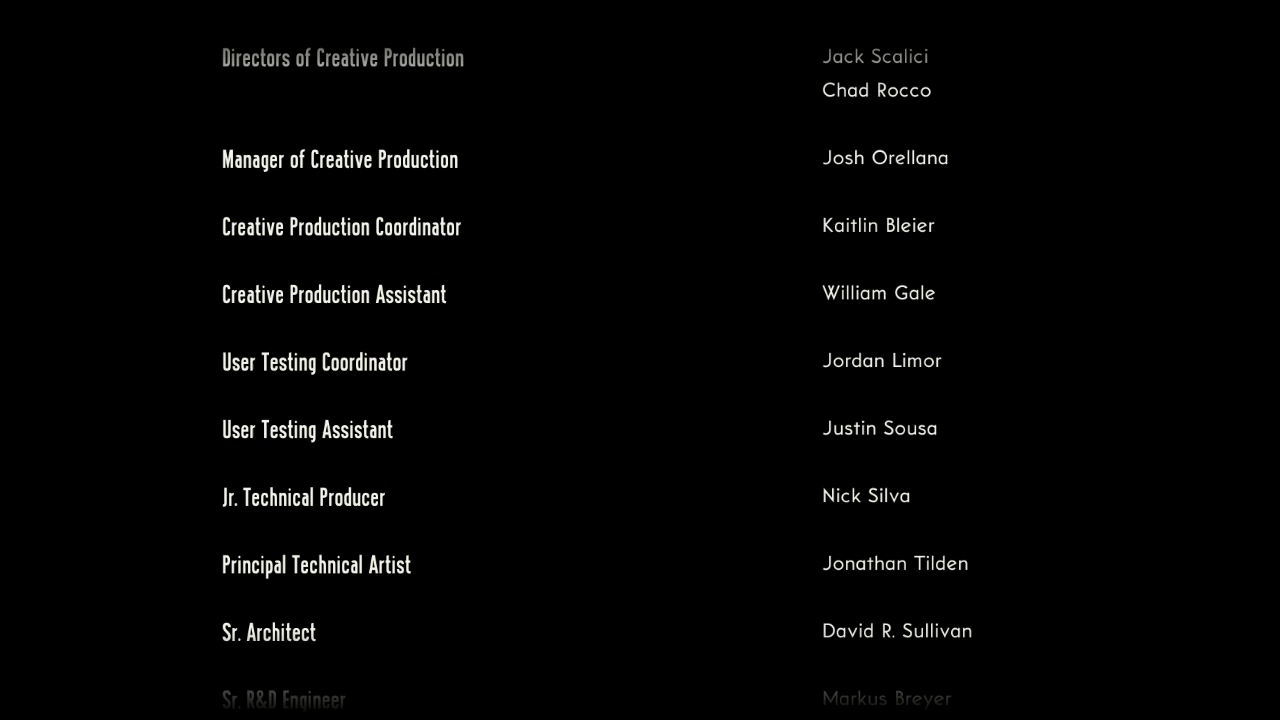 Directors of Creative Production Jack Scalici
Chad Rocco
Manager of Creative Production Josh Orellana
Creative Production Coordinator Kaitlin Bleier
Creative Production Assistant William Gale
User Testing Coordinator Jordan Limor
User Testing Assistant Justin Sousa
Jr. Technical Producer Nick Silva
Principal Technical Artist Jonathan Tilden
Sr. Architect David R. Sullivan
Sr. R&D Engineer Markus Breyer